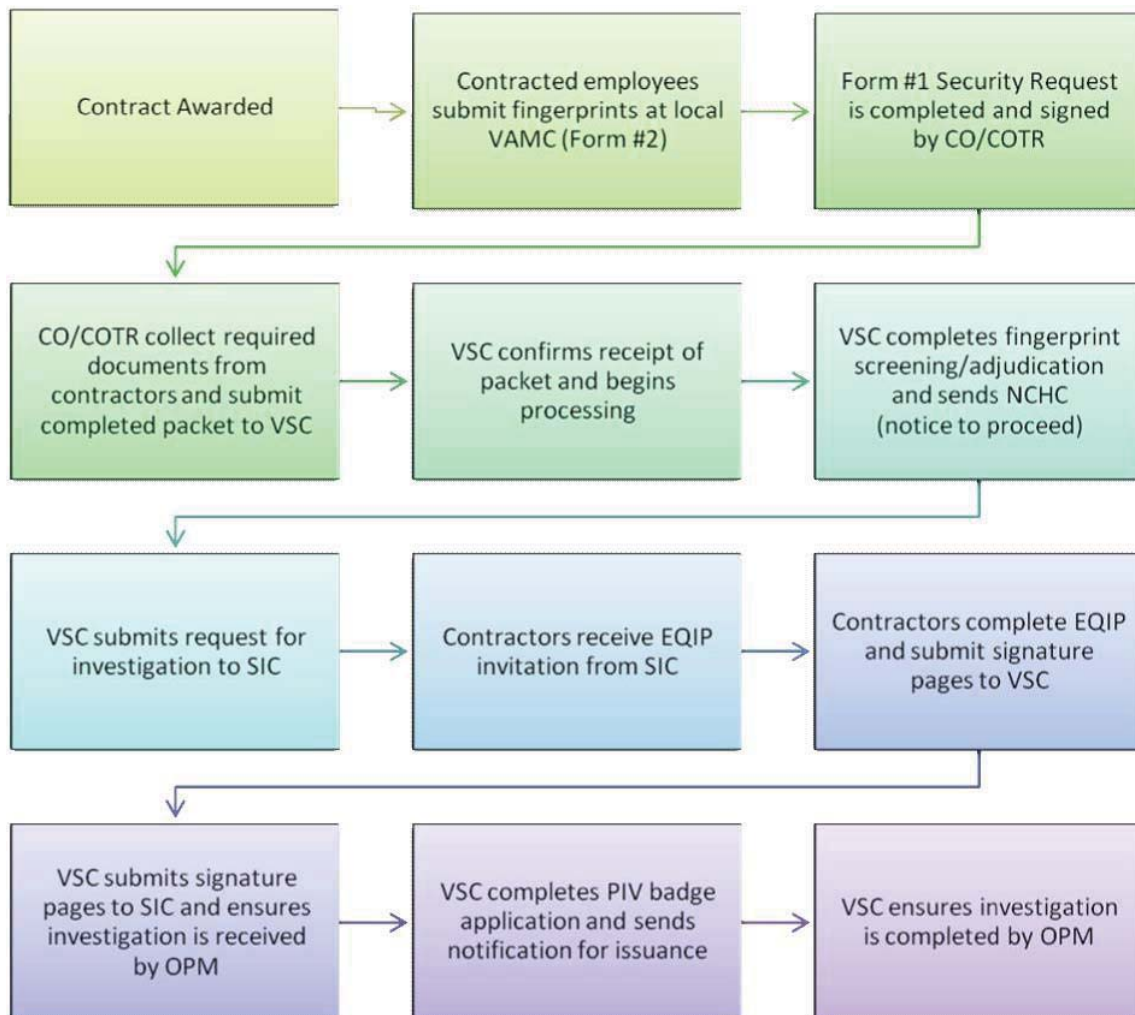 Contract Awarded
Contracted employees
submit fingerprints at local
VAMC (Form #2)
Form #1 Security Request
is completed and signed
by CO/COTR
CO/COTR collect required
documents from
contractors and submit
completed packet to VSC
VSC confirms receipt of
packet and begins
processing
VSC completes fingerprint
screening/adjudication
and sends NCHC
(notice to proceed)
VSC submits request for
investigation to SIC
Contractors receive EQIP
invitation from SIC
Contractors complete EQIP
and submit signature
pages to VSC
VSC submits signature
pages to SIC and ensures
investigation is received
by OPM
VSC completes PIV badge
application and sends
notification for issuance
VSC ensures investigation
is completed by OPM